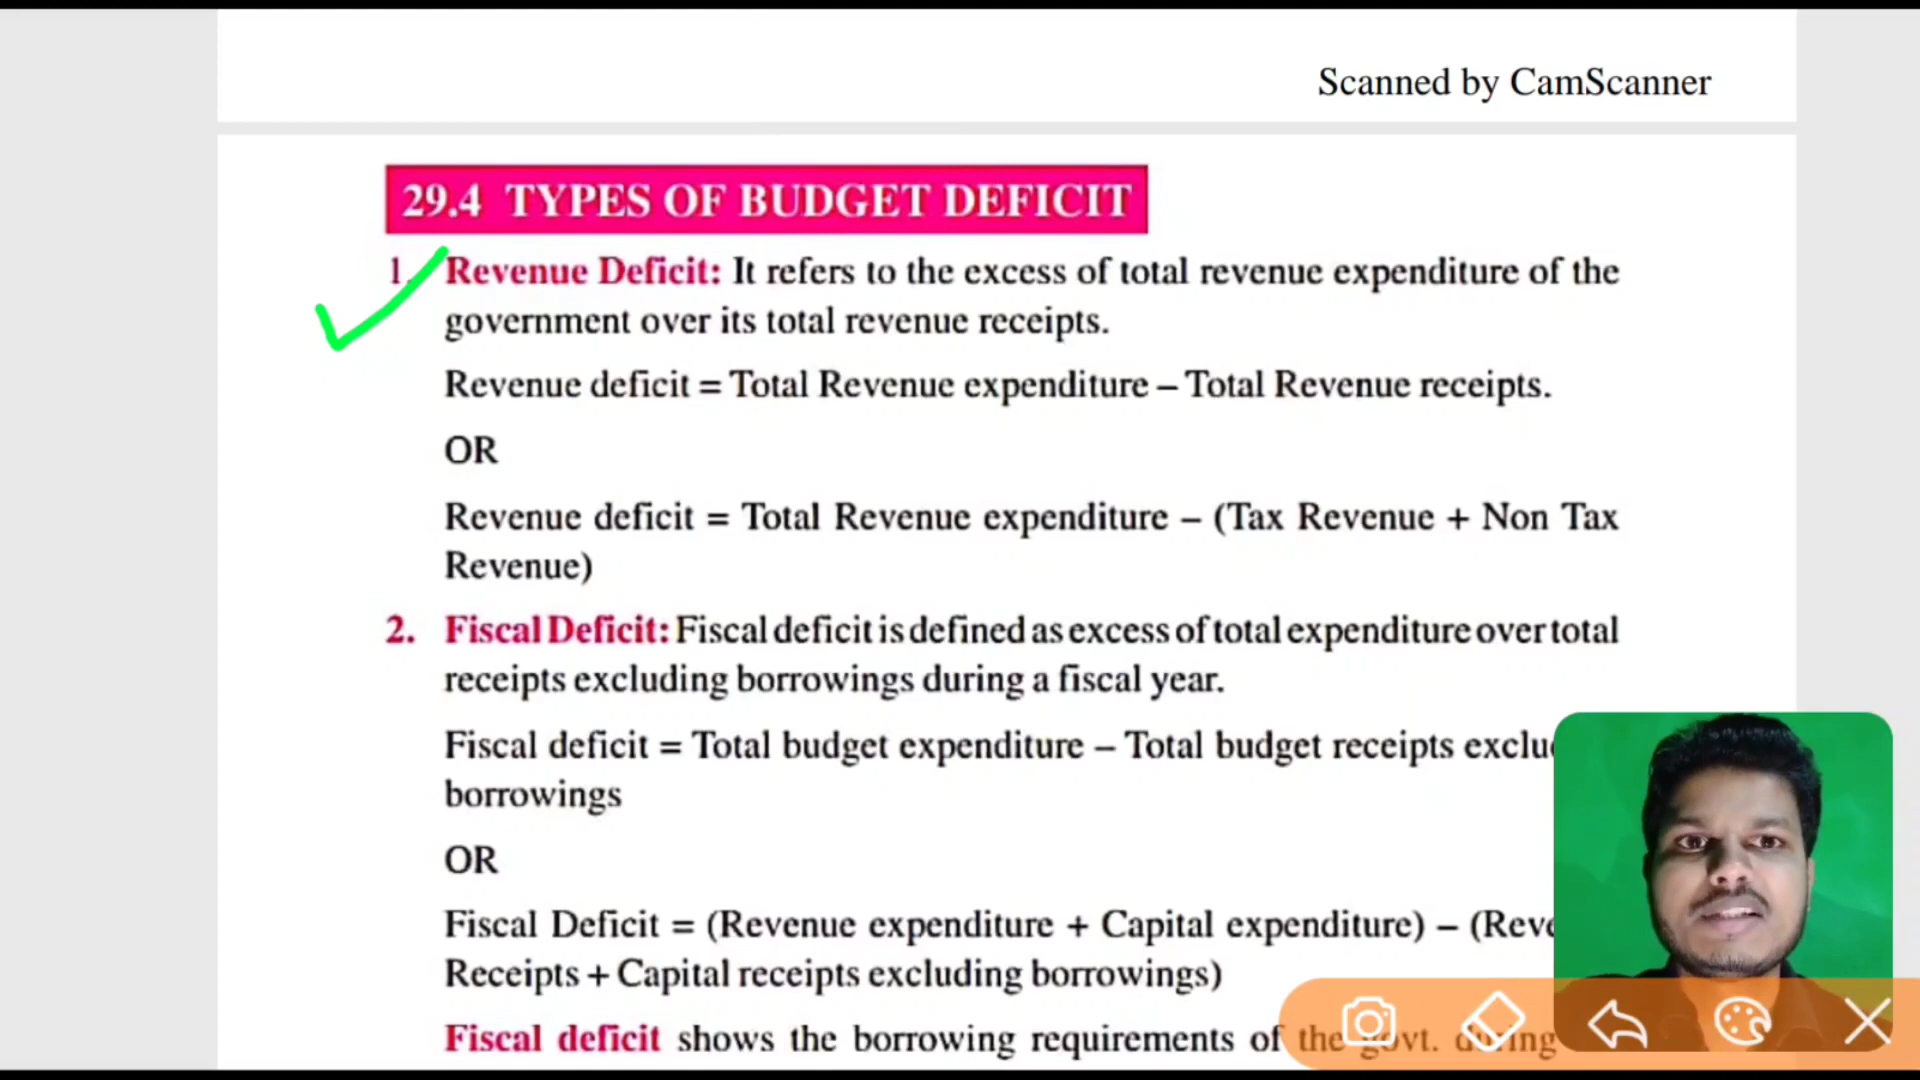 Scanned by CamScanner
29.4 TYPES OF BUDGET DEFICIT
1. Revenue Deficit: It refers to the excess of total revenue expenditure of the
government over its total revenue receipts.
Revenue deficit = Total Revenue expenditure – Total Revenue receipts.
OR
Revenue deficit = Total Revenue expenditure – (Tax Revenue + Non Tax
Revenue)
2. Fiscal Deficit: Fiscal deficit is defined as excess of total expenditure over total
receipts excluding borrowings during a fiscal year.
Fiscal deficit = Total budget expenditure – Total budget receipts
borrowings
OR
Fiscal Deficit = (Revenue expenditure + Capital expenditure) –
Receipts + Capital receipts excluding borrowings)
Fiscal deficit shows the borrowing requirements of the govt. during